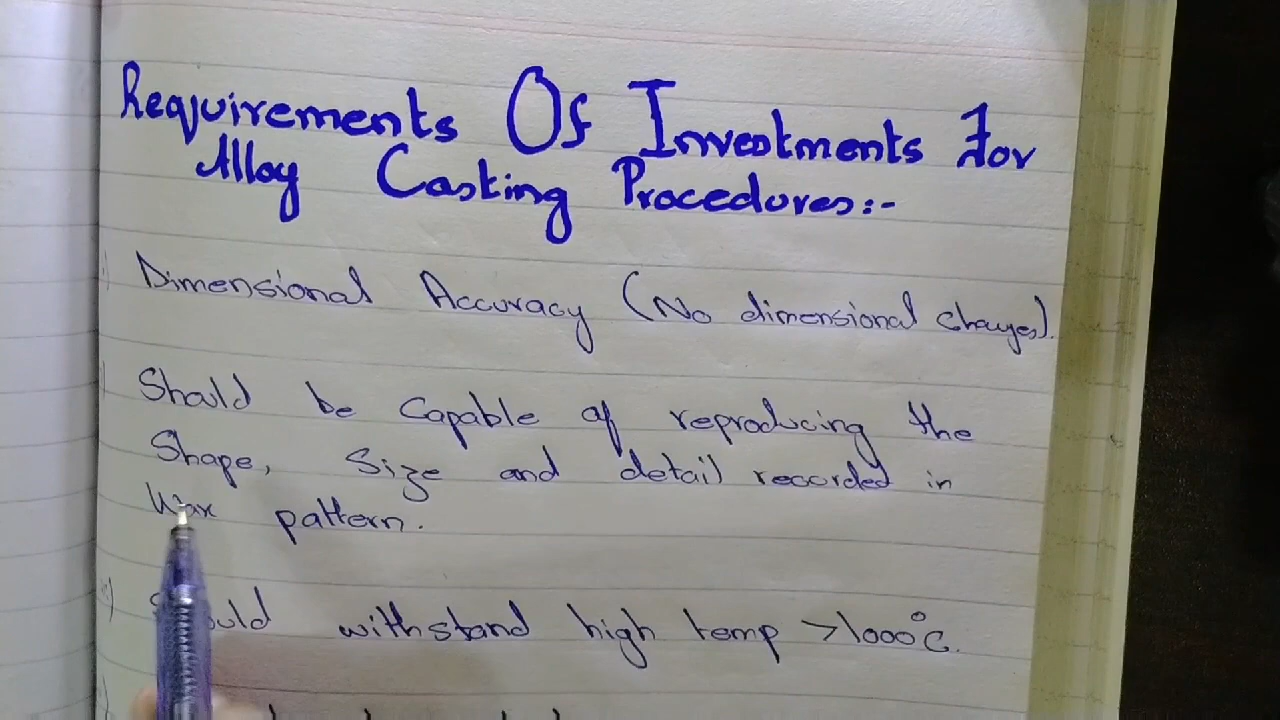 Requirements Of Investments For
Alloy Casting Procedures:-
Dimensional Accuracy (No dimensional changes).
Should be capable of reproducing the
Shape, Size and detail recorded in
Wax pattern.
Should withstand high temp >1000°C.